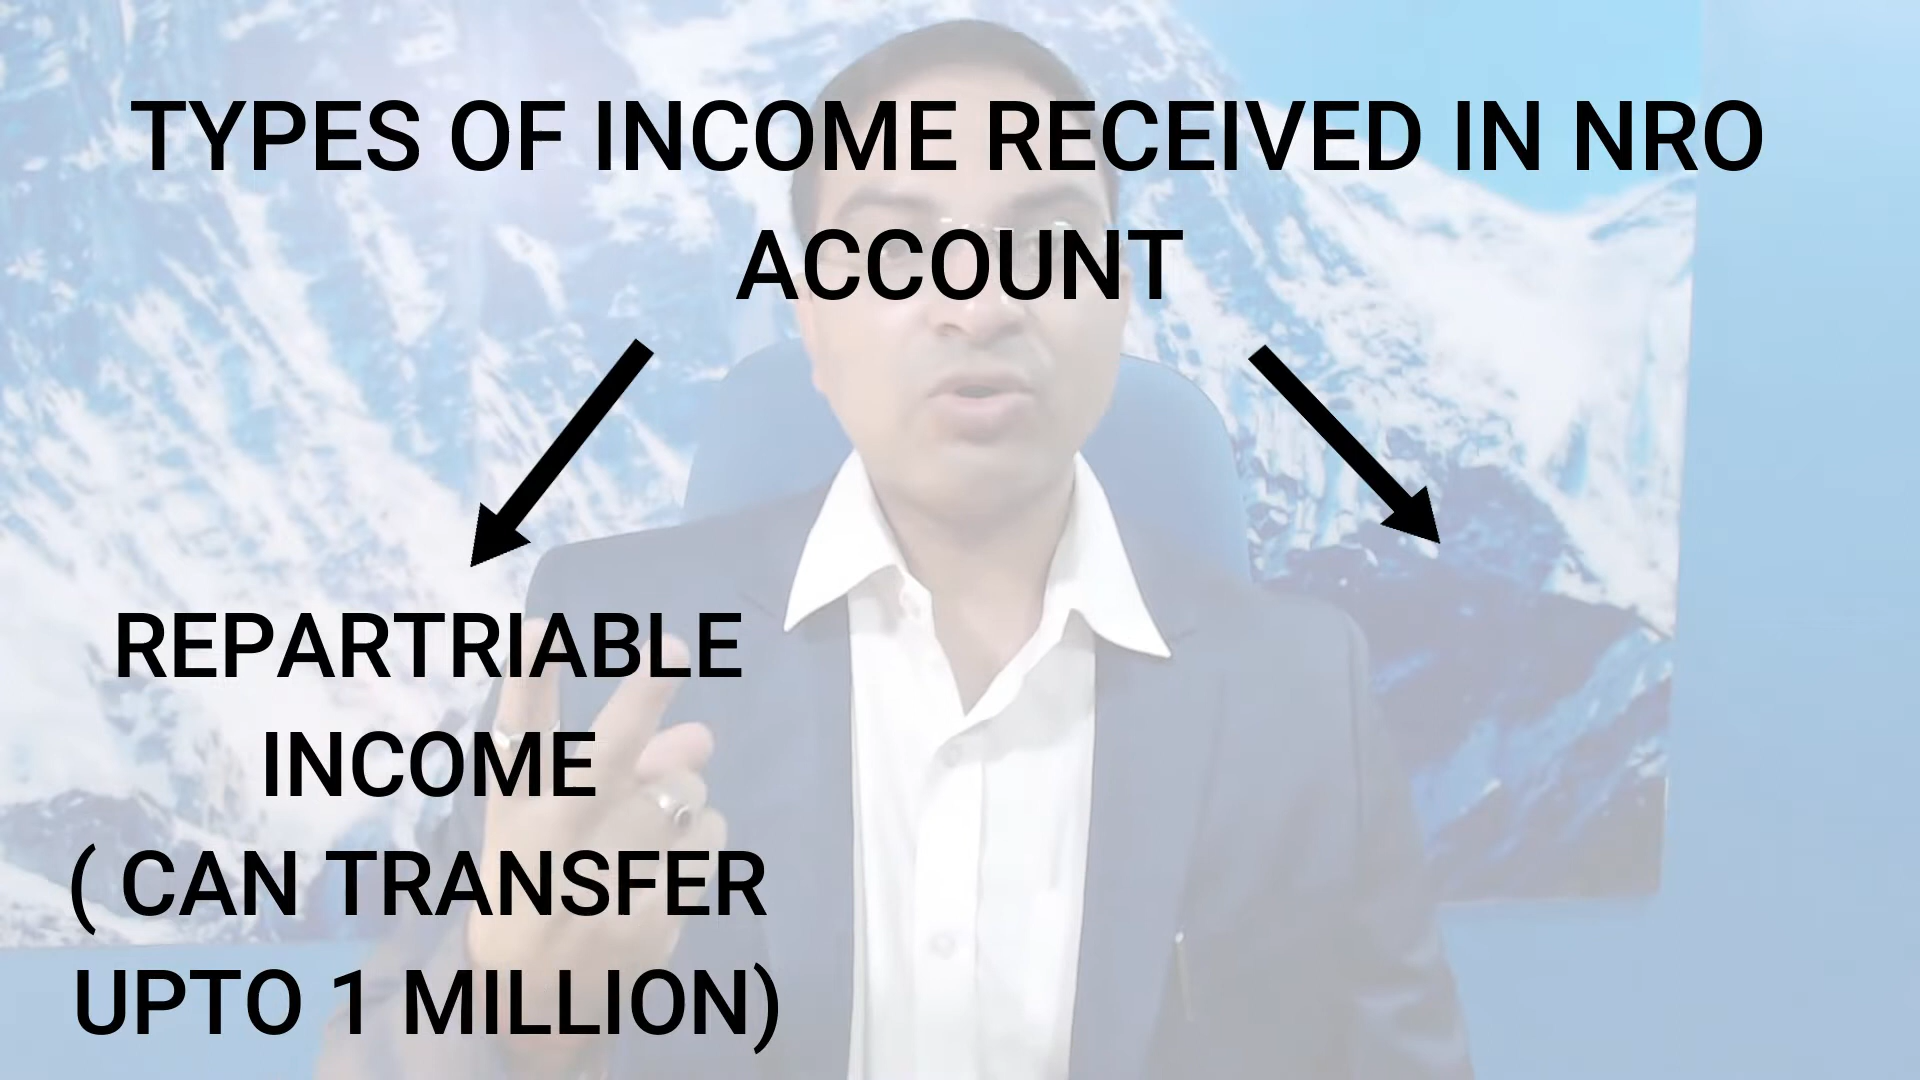 TYPES OF INCOME RECEIVED IN NRO
ACCOUNT
REPARTRIABLE
INCOME
( CAN TRANSFER
UPTO 1 MILLION)